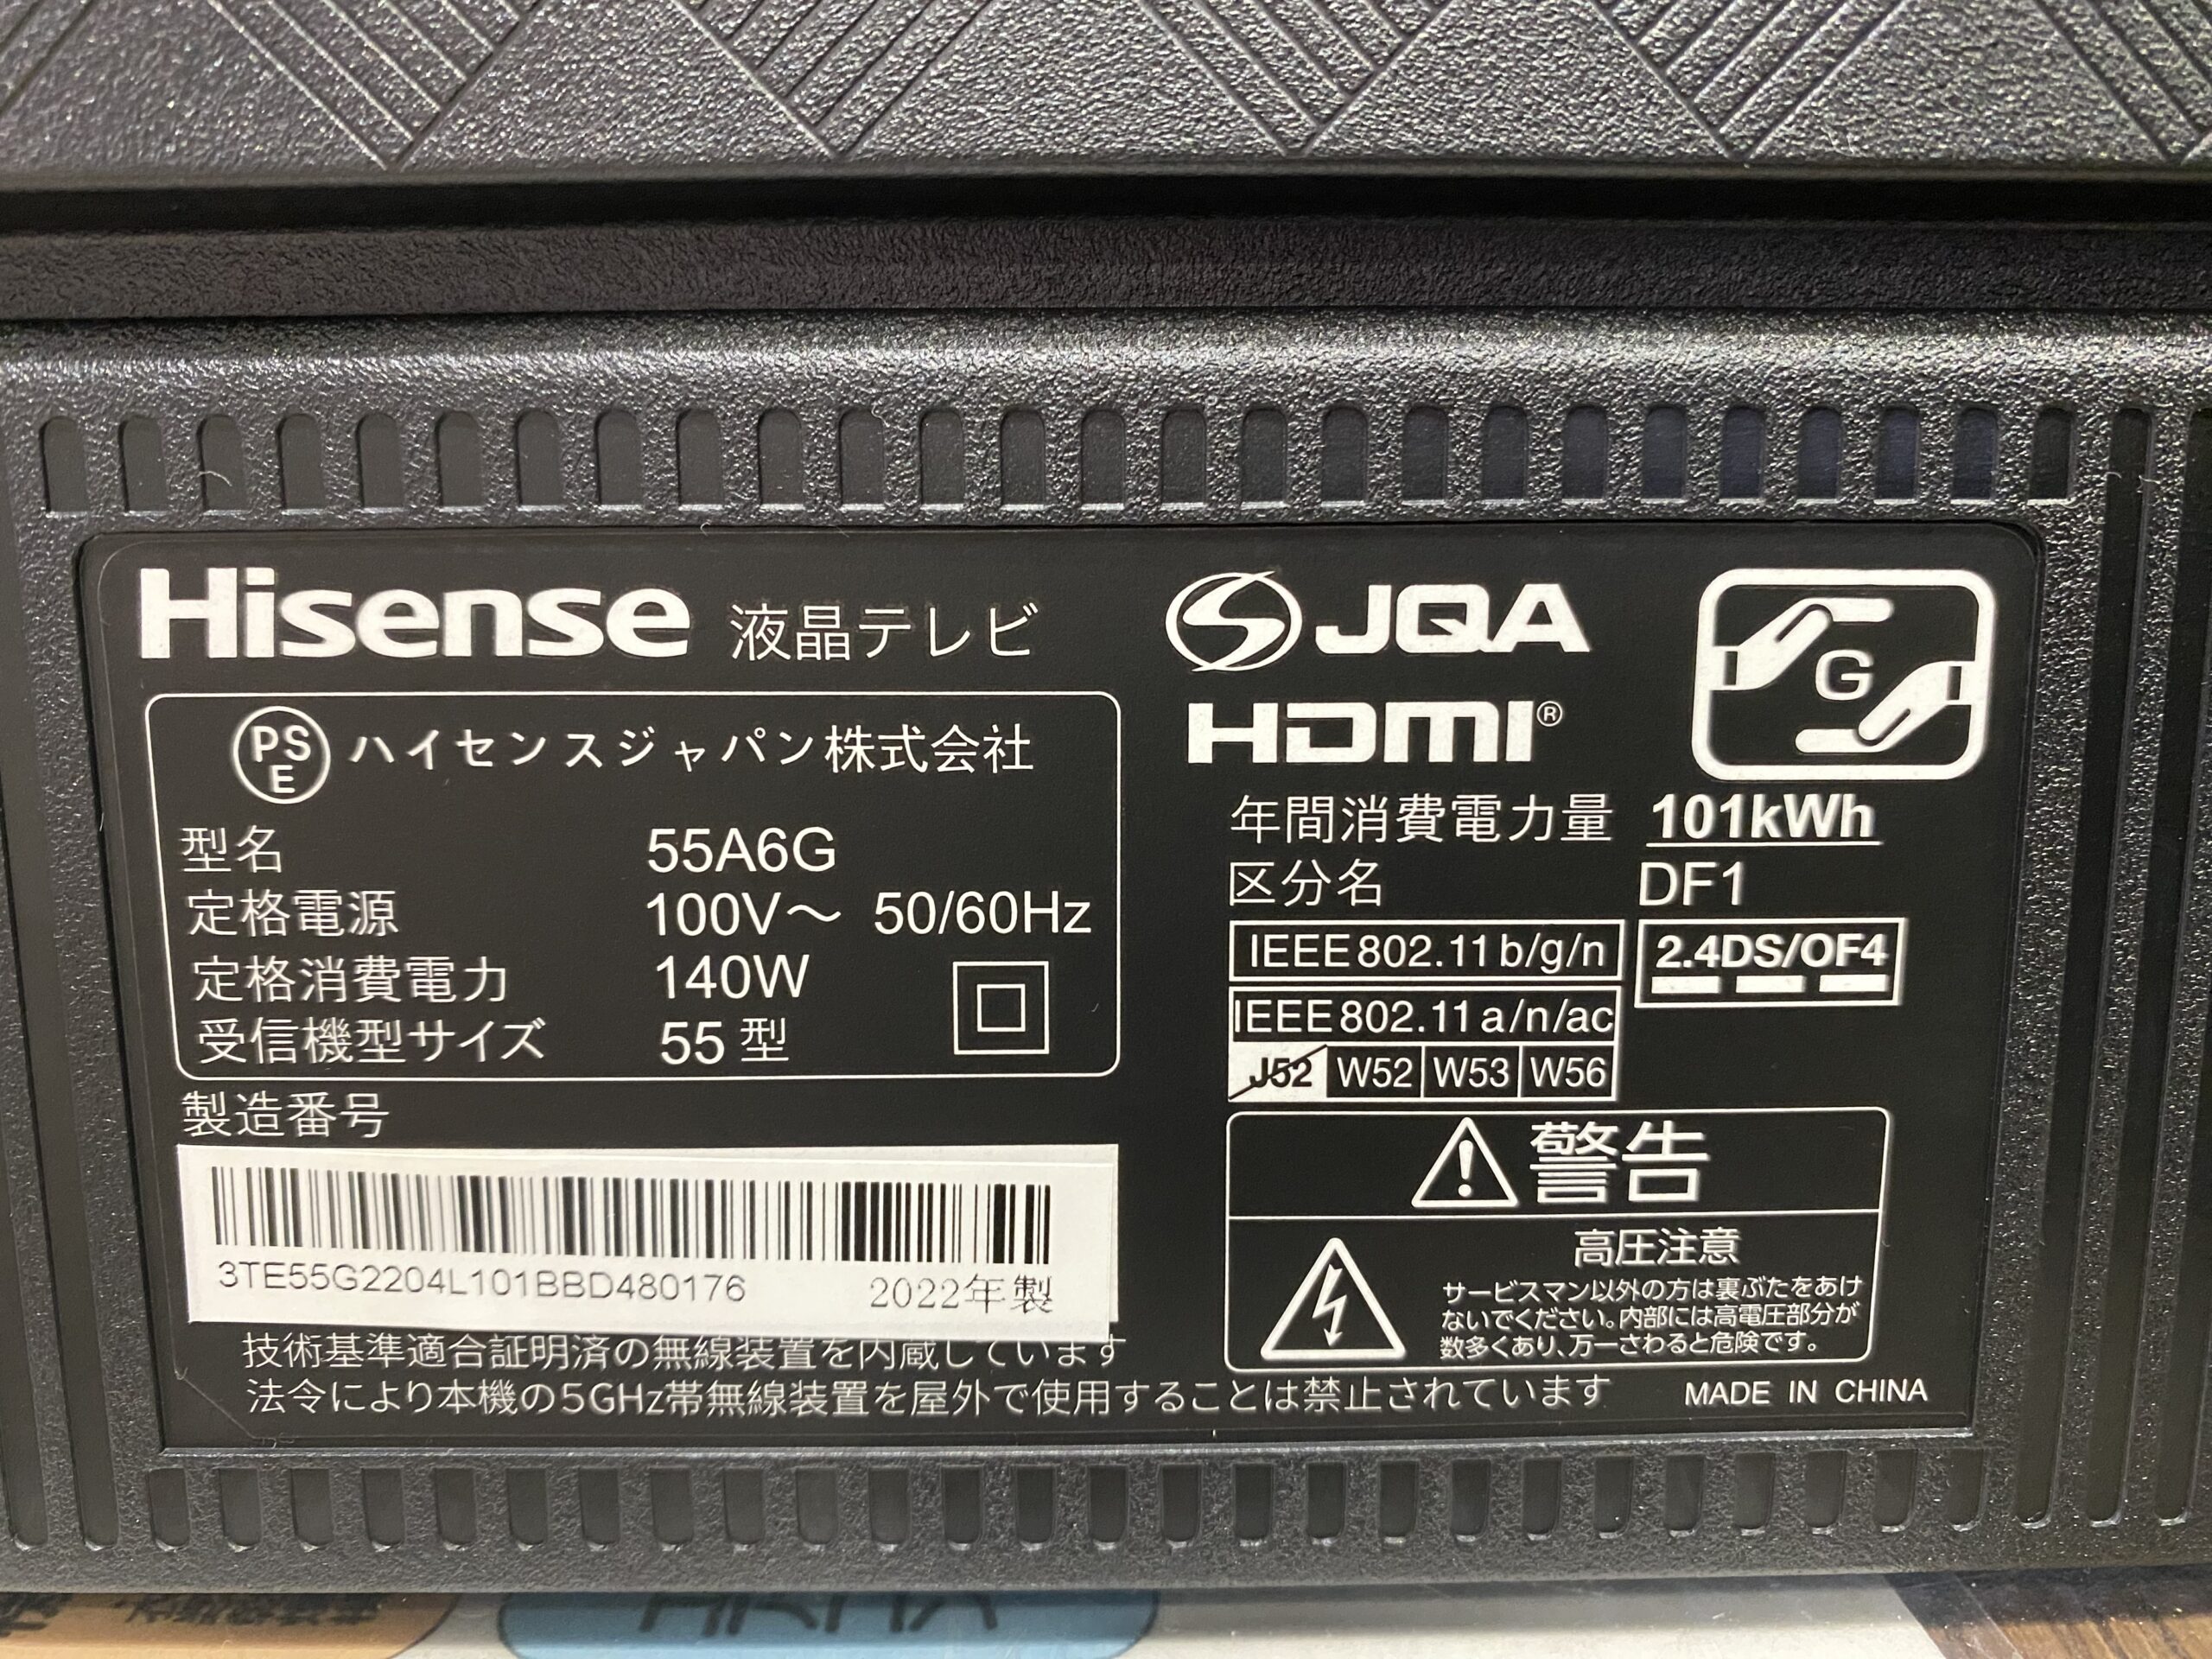 Hisense 液晶テレビ
PS
E
ハイセンスジャパン株式会社
型名 55A6G
定格電源 100V～ 50/60Hz
定格消費電力 140W
受信機型サイズ 55型
製造番号
3TE55G2204L101BBD480176 2022年製
技術基準適合証明済の無線装置を内蔵しています
法令により本機の5GHz帯無線装置を屋外で使用することは禁止されています
JQA
HDMI®
G
年間消費電力量 101kWh
区分名 DF1
IEEE802.11b/g/n 2.4DS/OF4
IEEE802.11a/n/ac
J52 W52 W53 W56
警告
高圧注意
サービスマン以外の方は裏ぶたをあけ
ないでください。内部には高電圧部分が
数多くあり、万一さわると危険です。
MADE IN CHINA